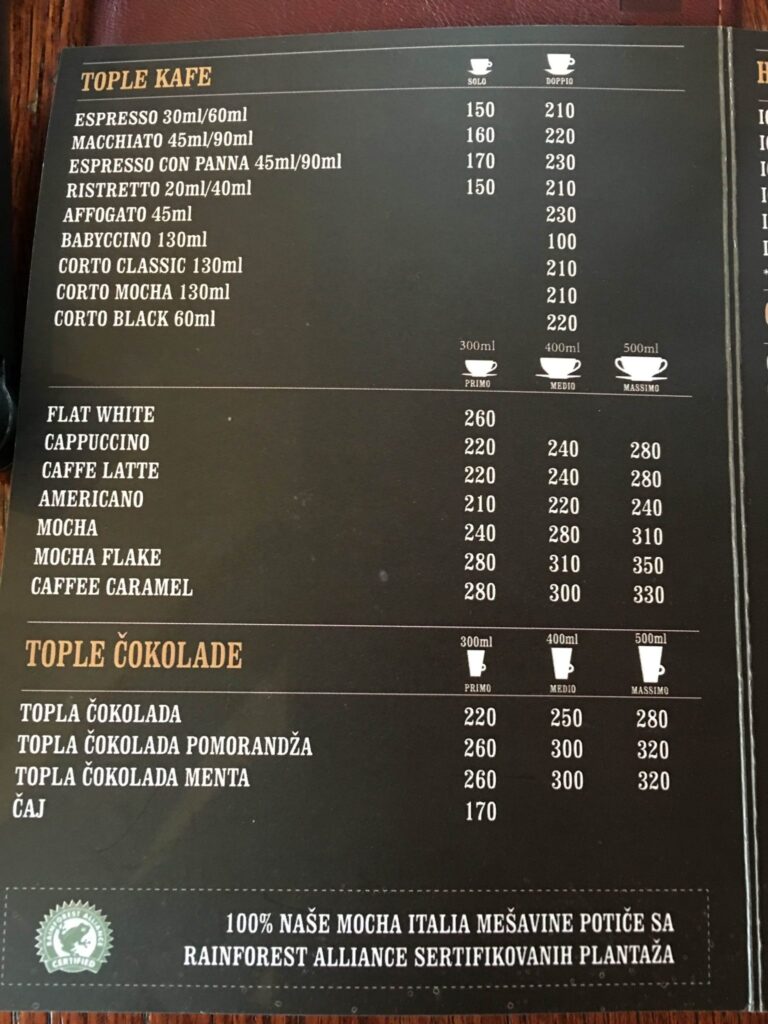 TOPLE KAFE SOLO DOPPIO
ESPRESSO 30ml/60ml 150 210
MACCHIATO 45ml/90ml 160 220
ESPRESSO CON PANNA 45ml/90ml 170 230
RISTRETTO 20ml/40ml 150 210
AFFOGATO 45ml 230
BABYCCINO 130ml 100
CORTO CLASSIC 130ml 210
CORTO MOCHA 130ml 210
CORTO BLACK 60ml 220
300ml 400ml 500ml
PRIMO MEDIO MASSIMO
FLAT WHITE 260
CAPPUCCINO 220 240 280
CAFFE LATTE 220 240 280
AMERICANO 210 220 240
MOCHA 240 280 310
MOCHA FLAKE 280 310 350
CAFFEE CARAMEL 280 300 330
TOPLE ČOKOLADE 300ml 400ml 500ml
PRIMO MEDIO MASSIMO
TOPLA ČOKOLADA 220 250 280
TOPLA ČOKOLADA POMORANDŽA 260 300 320
TOPLA ČOKOLADA MENTA 260 300 320
ČAJ 170
100% NAŠE MOCHA ITALIA MEŠAVINE POTIČE SA
RAINFOREST ALLIANCE SERTIFIKOVANIH PLANTAŽA
RAINFOREST ALLIANCE
CERTIFIED